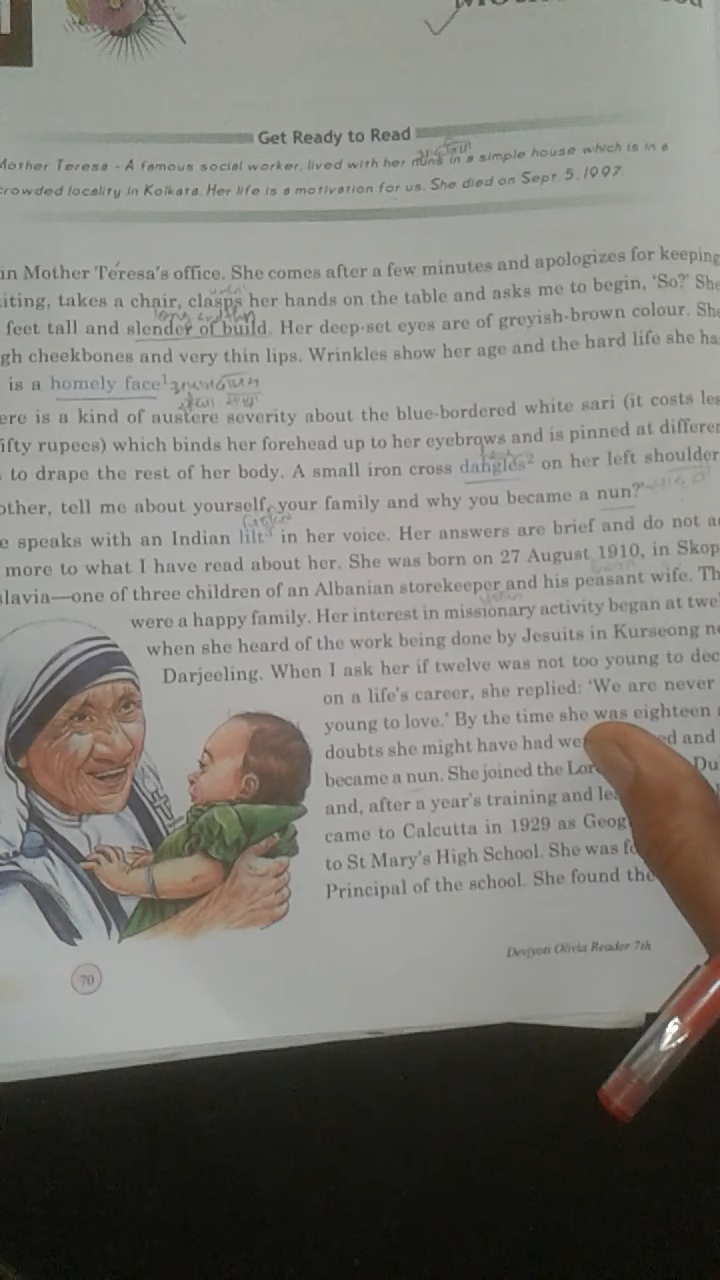 Get Ready to Read
Mother Teresa - A famous social worker, lived with her nuns in a simple house which is in a
crowded locality in Kolkata. Her life is a motivation for us. She died on Sept. 5, 1997.
in Mother Teresa's office. She comes after a few minutes and apologizes for keeping
iting, takes a chair, clasps her hands on the table and asks me to begin, 'So?' She
long and thin
feet tall and slender of build. Her deep-set eyes are of greyish-brown colour. She
gh cheekbones and very thin lips. Wrinkles show her age and the hard life she ha
is a homely face¹
ere is a kind of austere severity about the blue-bordered white sari (it costs les
ifty rupees) which binds her forehead up to her eyebrows and is pinned at differen
to drape the rest of her body. A small iron cross dangles² on her left shoulder
other, tell me about yourself, your family and why you became a nun?'
e speaks with an Indian lilt³ in her voice. Her answers are brief and do not a
more to what I have read about her. She was born on 27 August 1910, in Skop
slavia—one of three children of an Albanian storekeeper and his peasant wife. Th
were a happy family. Her interest in missionary activity began at twe
when she heard of the work being done by Jesuits in Kurseong ne
Darjeeling. When I ask her if twelve was not too young to dec
on a life's career, she replied: 'We are never
young to love.' By the time she was eighteen a
doubts she might have had we ed and
became a nun. She joined the Lor Du
and, after a year's training and le
came to Calcutta in 1929 as Geog
to St Mary's High School. She was fo
Principal of the school. She found the
Devjyoti Olivia Reader 7th
70